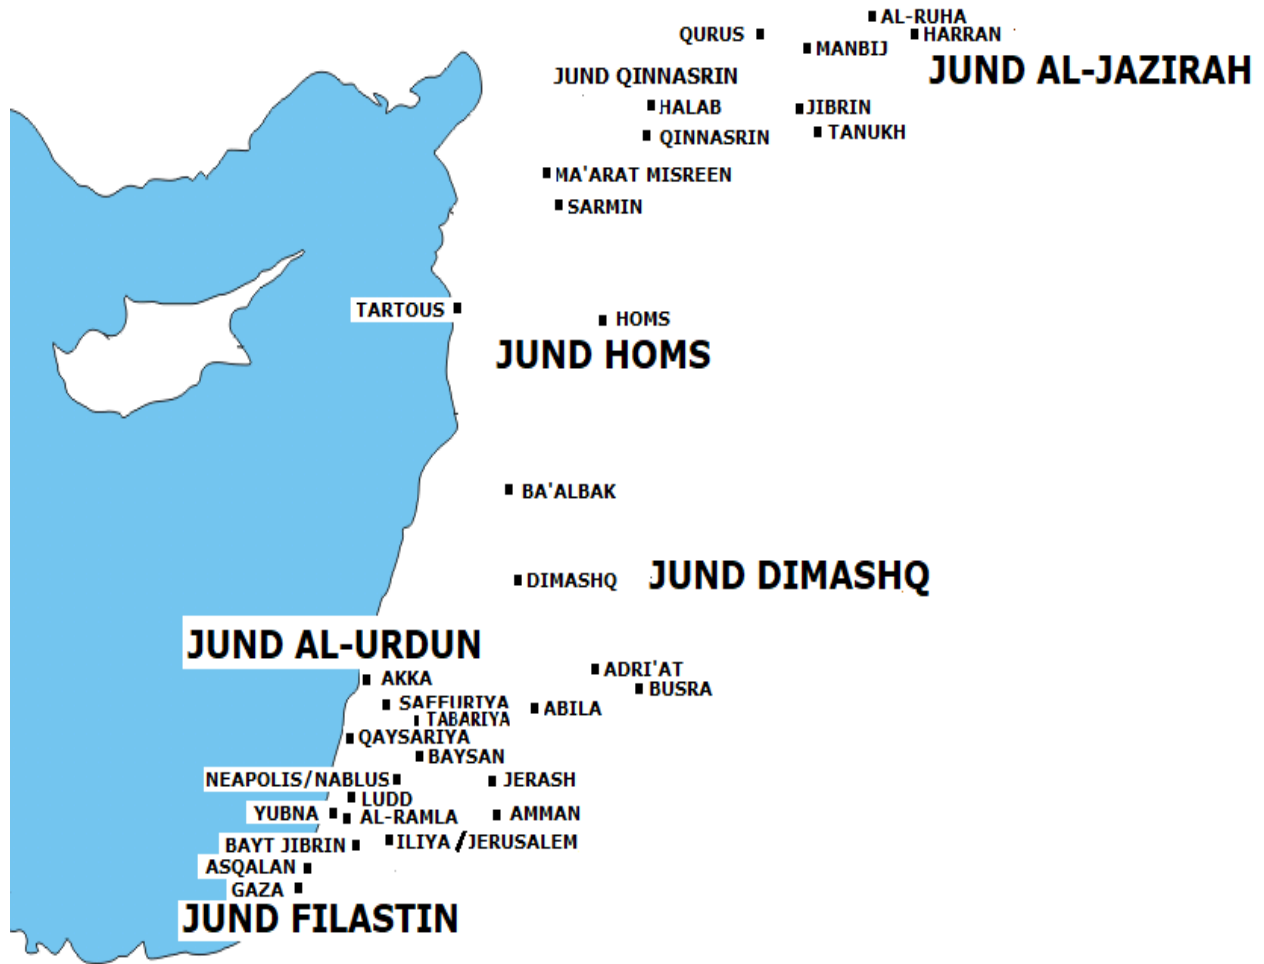 AL-RUHA
QURUS
HARRAN
MANBIJ
JUND AL-JAZIRAH
JUND QINNASRIN
HALAB
JIBRIN
TANUKH
QINNASRIN
MA'ARAT MISREEN
SARMIN
TARTOUS
HOMS
JUND HOMS
BA'ALBAK
DIMASHQ
JUND DIMASHQ
JUND AL-URDUN
ADRI'AT
AKKA
BUSRA
SAFFURIYA
ABILA
TABARIYA
QAYSARIYA
BAYSAN
NEAPOLIS/NABLUS
JERASH
LUDD
YUBNA
AL-RAMLA
AMMAN
BAYT JIBRIN
ILIYA /JERUSALEM
ASQALAN
GAZA
JUND FILASTIN